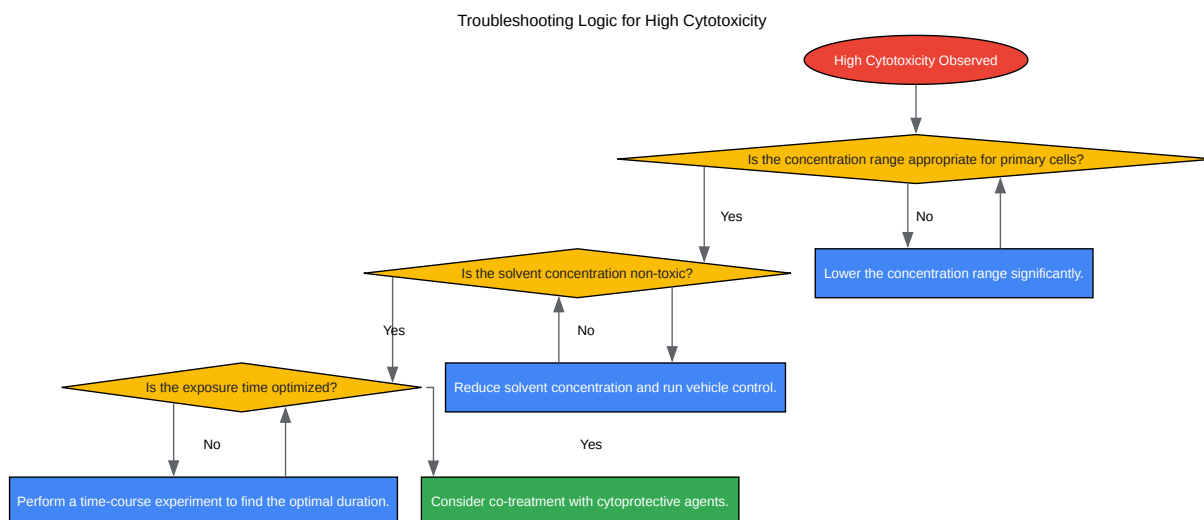 Troubleshooting Logic for High Cytotoxicity
High Cytotoxicity Observed
Is the concentration range appropriate for primary cells?
Yes
No
Is the solvent concentration non-toxic?
Lower the concentration range significantly.
Yes
No
Is the exposure time optimized?
Reduce solvent concentration and run vehicle control.
No
Yes
Perform a time-course experiment to find the optimal duration.
Consider co-treatment with cytoprotective agents.